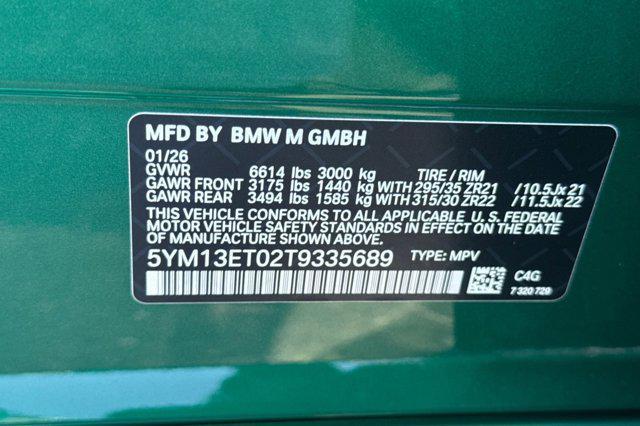 MFD BY BMW M GMBH
01/26
GVWR 6614 lbs 3000 kg TIRE / RIM
GAWR FRONT 3175 lbs 1440 kg WITH 295/35 ZR21 /10.5Jx 21
GAWR REAR 3494 lbs 1585 kg WITH 315/30 ZR22 /11.5Jx 22
THIS VEHICLE CONFORMS TO ALL APPLICABLE U. S. FEDERAL
MOTOR VEHICLE SAFETY STANDARDS IN EFFECT ON THE
DATE OF MANUFACTURE SHOWN ABOVE.
5YM13ET02T9335689 TYPE: MPV
C4G
7 320 729